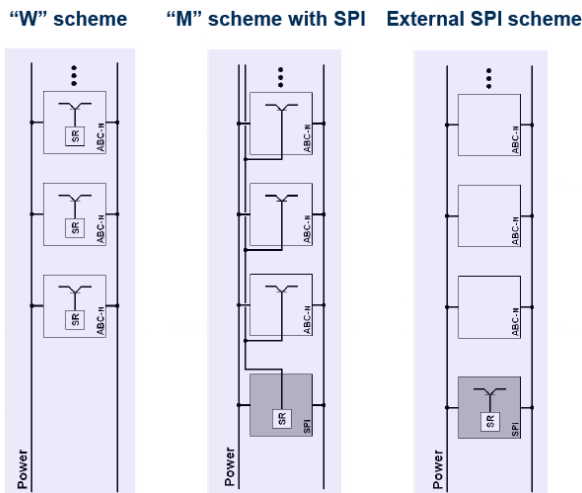 “W” scheme
“M” scheme with SPI
External SPI scheme
SR
ABC-N
SR
ABC-N
SR
ABC-N
Power
ABC-N
ABC-N
ABC-N
SR
SPi
Power
ABC-N
ABC-N
ABC-N
SR
SPi
Power